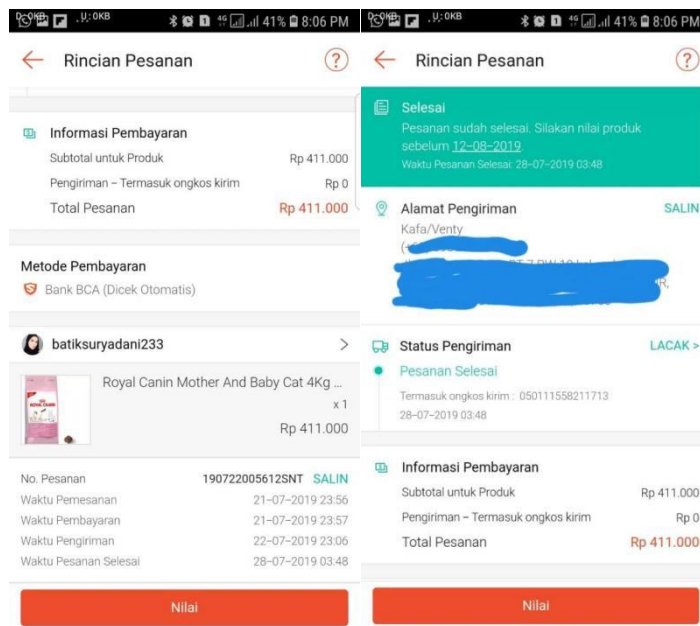 41% 8:06 PM
Rincian Pesanan
Informasi Pembayaran
Subtotal untuk Produk Rp 411.000
Pengiriman – Termasuk ongkos kirim Rp 0
Total Pesanan Rp 411.000
Metode Pembayaran
Bank BCA (Dicek Otomatis)
batiksuryadani233
Royal Canin Mother And Baby Cat 4Kg ...
x 1
Rp 411.000
No. Pesanan 190722005612SNT SALIN
Waktu Pemesanan 21-07-2019 23:56
Waktu Pembayaran 21-07-2019 23:57
Waktu Pengiriman 22-07-2019 23:06
Waktu Pesanan Selesai 28-07-2019 03:48
Nilai
41% 8:06 PM
Rincian Pesanan
Selesai
Pesanan sudah selesai. Silakan nilai produk
sebelum 12-08-2019.
Waktu Pesanan Selesai: 28-07-2019 03:48
Alamat Pengiriman SALIN
Kafa/Venty
Status Pengiriman LACAK >
Pesanan Selesai
Termasuk ongkos kirim : 050111558211713
28-07-2019 03:48
Informasi Pembayaran
Subtotal untuk Produk Rp 411.000
Pengiriman – Termasuk ongkos kirim Rp 0
Total Pesanan Rp 411.000
Nilai